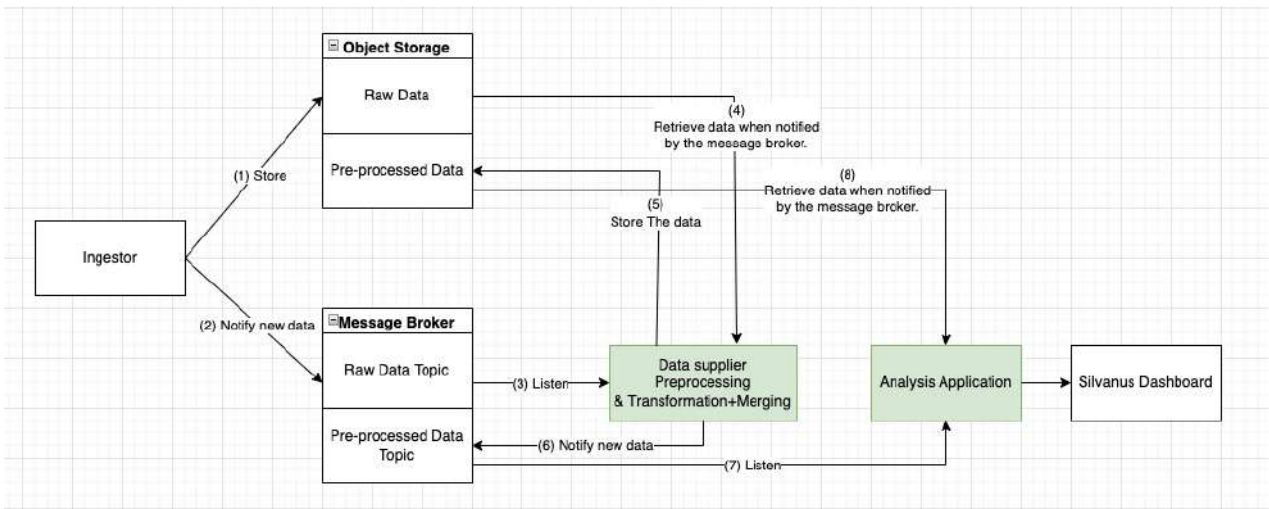 Object Storage
Raw Data
(4)
Retrieve data when notified
by the message broker.
Pre-processed Data
(1) Store
(8)
Retrieve data when notified
by the message broker.
(5)
Store The data
Ingestor
(2) Notify new data
Message Broker
Raw Data Topic
(3) Listen
Data supplier
Preprocessing
& Transformation+Merging
Analysis Application
Silvanus Dashboard
Pre-processed Data
Topic
(6) Notify new data
(7) Listen